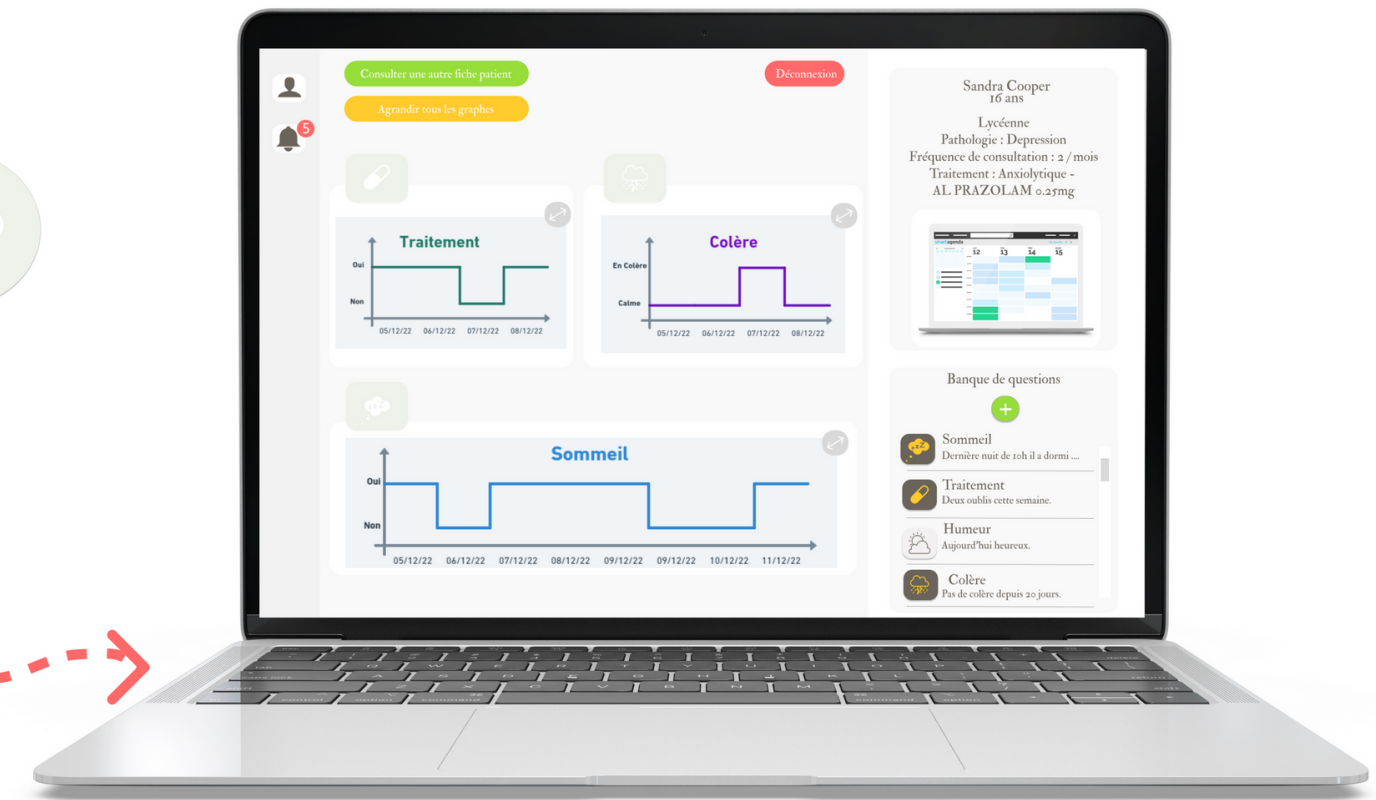 Consulter une autre fiche patient
Déconnexion
Agrandir tous les graphes
5
Traitement
Oui
Non
05/12/22 06/12/22 07/12/22 08/12/22
Colère
En Colère
Calme
05/12/22 06/12/22 07/12/22 08/12/22
Sommeil
Oui
Non
05/12/22 06/12/22 07/12/22 08/12/22 09/12/22 09/12/22 10/12/22 11/12/22
Sandra Cooper
16 ans
Lycéenne
Pathologie : Depression
Fréquence de consultation : 2 / mois
Traitement : Anxiolytique -
AL PRAZOLAM 0.25mg
12 13 14 15
Banque de questions
+
Sommeil
Dernière nuit de 10h il a dormi ....
Traitement
Deux oublis cette semaine.
Humeur
Aujourd'hui heureux.
Colère
Pas de colère depuis 20 jours.